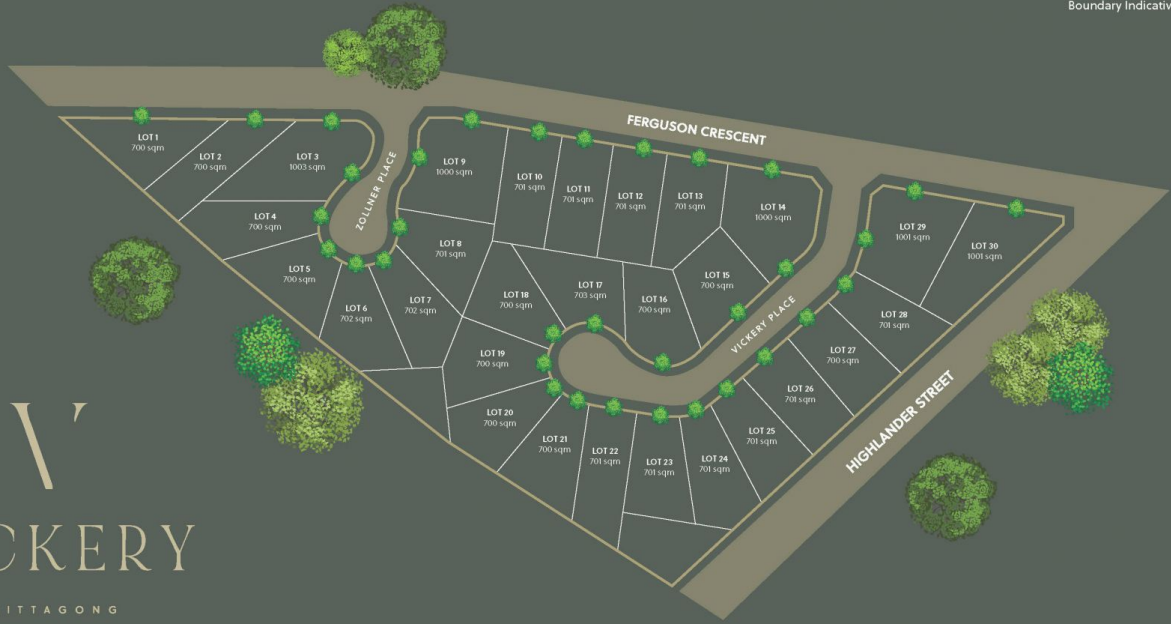 Boundary Indicativ
FERGUSON CRESCENT
ZOLLNER PLACE
VICKERY PLACE
HIGHLANDER STREET
LOT 1
700 sqm
LOT 2
700 sqm
LOT 3
1003 sqm
LOT 4
700 sqm
LOT 5
700 sqm
LOT 6
702 sqm
LOT 7
702 sqm
LOT 8
701 sqm
LOT 9
1000 sqm
LOT 10
701 sqm
LOT 11
701 sqm
LOT 12
701 sqm
LOT 13
701 sqm
LOT 14
1000 sqm
LOT 15
700 sqm
LOT 16
700 sqm
LOT 17
703 sqm
LOT 18
700 sqm
LOT 19
700 sqm
LOT 20
700 sqm
LOT 21
700 sqm
LOT 22
701 sqm
LOT 23
701 sqm
LOT 24
701 sqm
LOT 25
701 sqm
LOT 26
701 sqm
LOT 27
700 sqm
LOT 28
701 sqm
LOT 29
1001 sqm
LOT 30
1001 sqm
V
CKERY
ITTAGONG